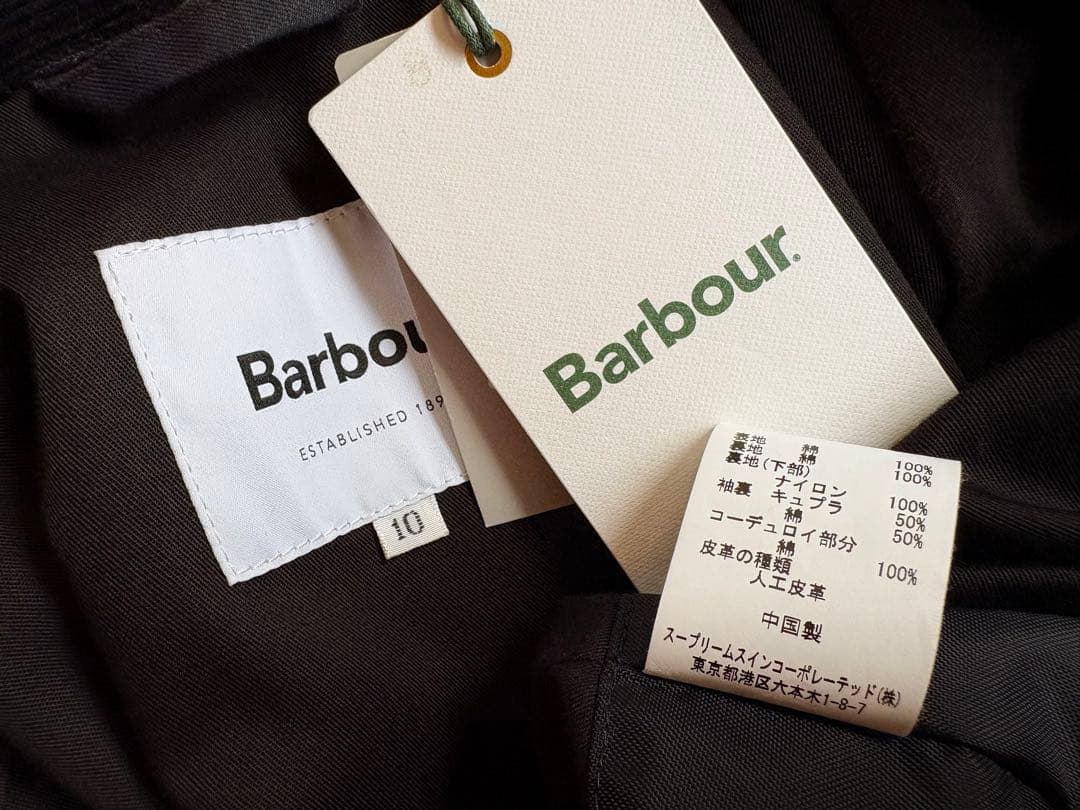 Barbour.
Barbou
ESTABLISHED 189
10
表地 綿 100%
裏地 綿 100%
裏地(下部)
ナイロン 100%
袖裏 キュプラ 50%
綿 50%
コーデュロイ部分
綿 100%
皮革の種類
人工皮革
中国製
スープリームスインコーポレーテッド(株)
東京都港区六本木1-8-7